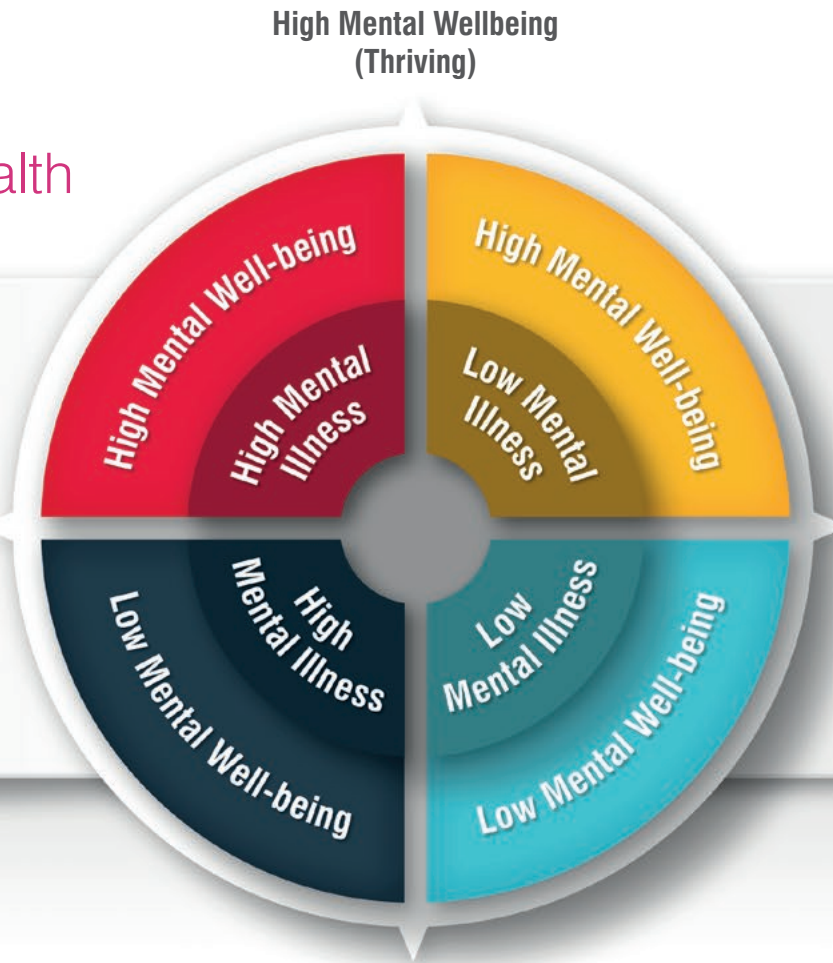 High Mental Wellbeing
(Thriving)
alth
High Mental Well-being
High Mental
Illness
High Mental Well-being
Low Mental
Illness
Low Mental Well-being
High
Mental Illness
Low Mental Well-being
Low
Mental Illness